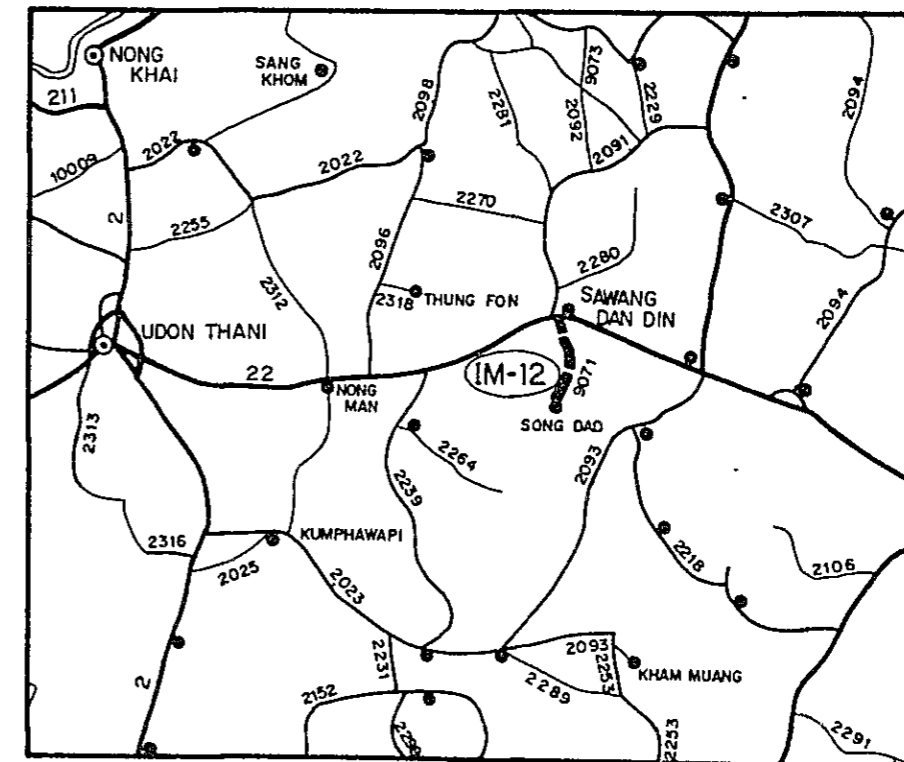 NONG
KHAI
SANG
KHOM
211
2098
2281
9073
2602
2229
2094
2022
2091
10009
2022
2
2270
2307
2255
2096
2280
2312
2318
THUNG FON
SAWANG
DAN DIN
2094
UDON THANI
22
IM-12
9071
NONG
MAN
SONG DAD
2313
2264
2093
2239
2316
KUMPHAWAPI
2025
2218
2106
2023
2231
2093
2253
KHAM MUANG
2
2152
2289
2253
2291